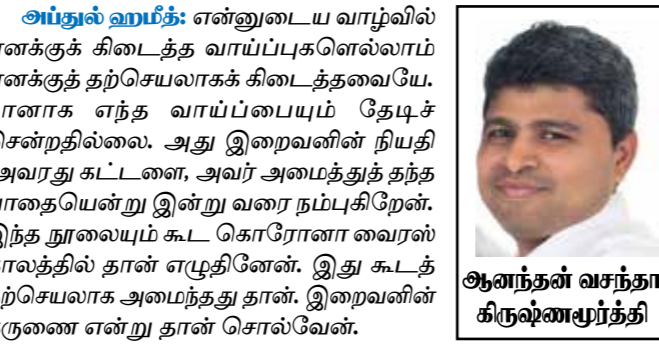 அப்துல் ஹமீத்: என்னுடைய வாழ்வில்
எனக்குக் கிடைத்த வாய்ப்புகளெல்லாம்
எனக்குத் தற்செயலாகக் கிடைத்தவையே.
நானாக எந்த வாய்ப்பையும் தேடிச்
சென்றதில்லை. அது இறைவனின் நியதி
அவரது கட்டளை, அவர் அமைத்துத் தந்த
பாதையென்று இன்று வரை நம்புகிறேன்.
இந்த நூலையும் கூட கொரோனா வைரஸ்
காலத்தில் தான் எழுதினேன். இது கூடத்
தற்செயலாக அமைந்தது தான். இறைவனின்
கருணை என்று தான் சொல்வேன்.
ஆனந்தன் வசந்தா
கிருஷ்ணமூர்த்தி